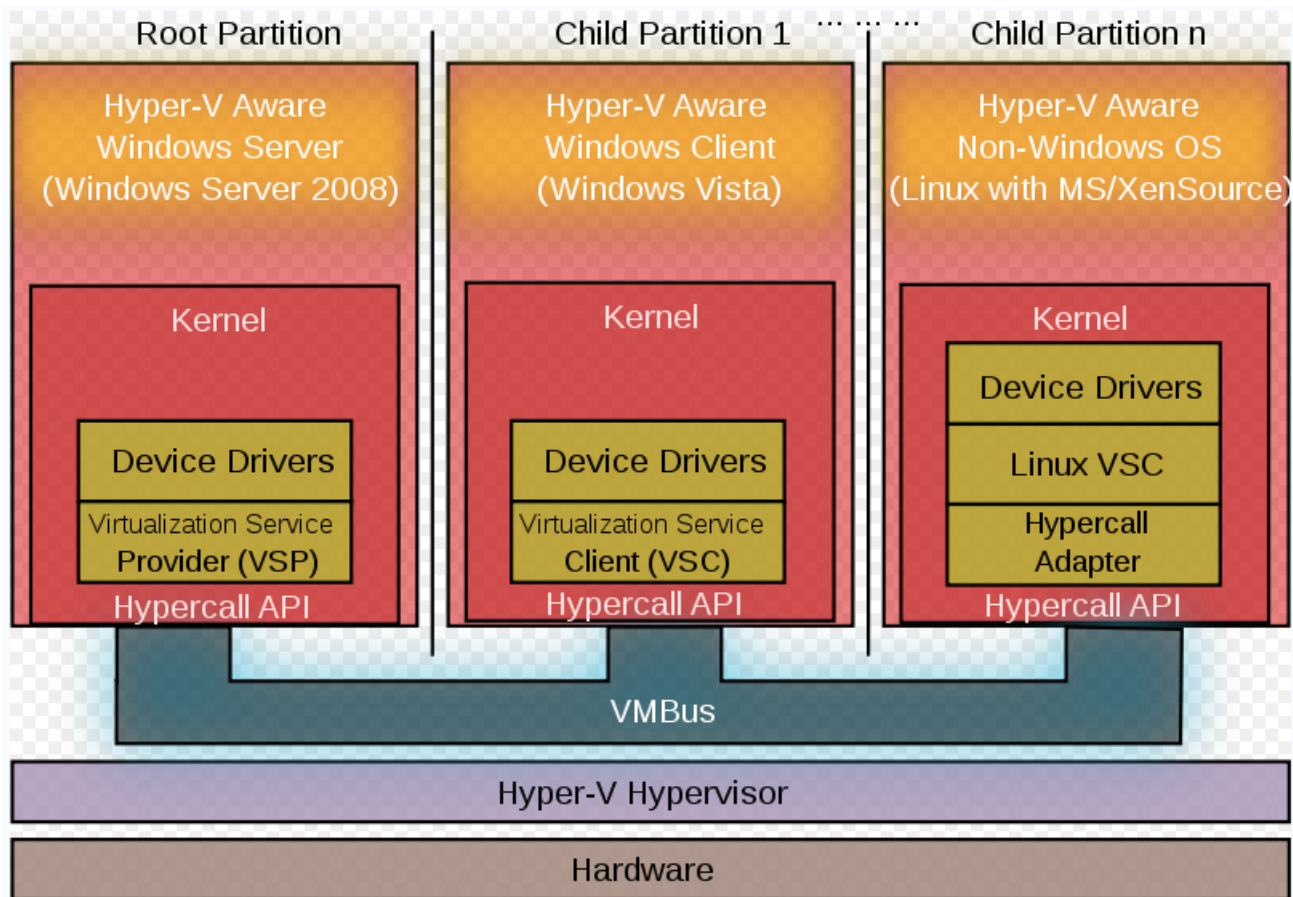 Root Partition
Child Partition 1
... ... ...
Child Partition n
Hyper-V Aware
Windows Server
(Windows Server 2008)
Kernel
Device Drivers
Virtualization Service
Provider (VSP)
Hypercall API
Hyper-V Aware
Windows Client
(Windows Vista)
Kernel
Device Drivers
Virtualization Service
Client (VSC)
Hypercall API
Hyper-V Aware
Non-Windows OS
(Linux with MS/XenSource)
Kernel
Device Drivers
Linux VSC
Hypercall
Adapter
Hypercall API
VMBus
Hyper-V Hypervisor
Hardware